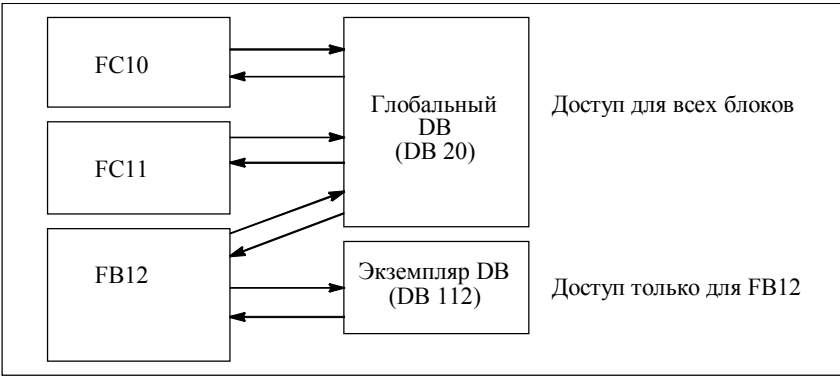 FC10
Глобальный
DB
(DB 20)
Доступ для всех блоков
FC11
FB12
Экземпляр DB
(DB 112)
Доступ только для FB12